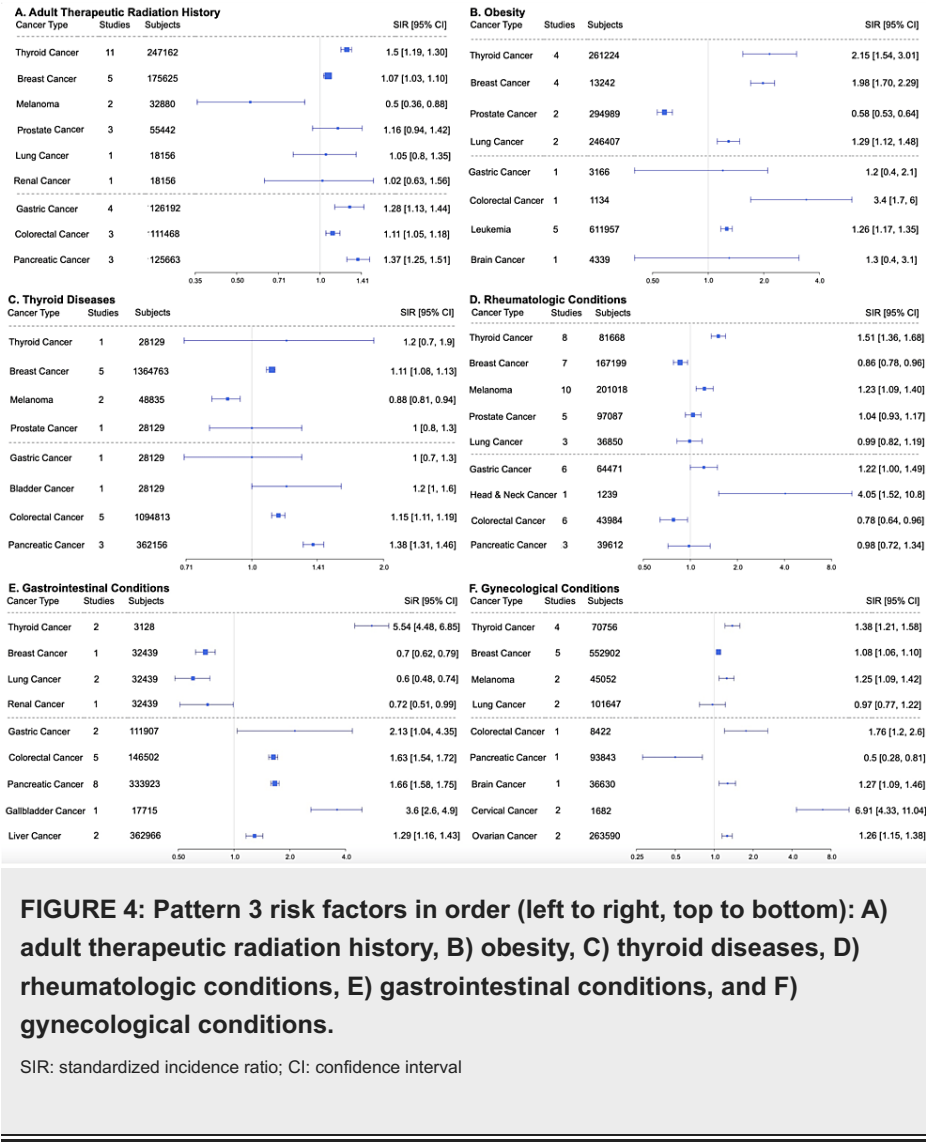 A. Adult Therapeutic Radiation History
Cancer Type Studies Subjects SIR [95% CI]
Thyroid Cancer 11 247162 1.5 [1.19, 1.30]
Breast Cancer 5 175625 1.07 [1.03, 1.10]
Melanoma 2 32880 0.5 [0.36, 0.88]
Prostate Cancer 3 55442 1.16 [0.94, 1.42]
Lung Cancer 1 18156 1.05 [0.8, 1.35]
Renal Cancer 1 18156 1.02 [0.63, 1.56]
Gastric Cancer 4 126192 1.28 [1.13, 1.44]
Colorectal Cancer 3 111468 1.11 [1.05, 1.18]
Pancreatic Cancer 3 125663 1.37 [1.25, 1.51]
0.35 0.50 0.71 1.0 1.41
B. Obesity
Cancer Type Studies Subjects SIR [95% CI]
Thyroid Cancer 4 261224 2.15 [1.54, 3.01]
Breast Cancer 4 13242 1.98 [1.70, 2.29]
Prostate Cancer 2 294989 0.58 [0.53, 0.64]
Lung Cancer 2 246407 1.29 [1.12, 1.48]
Gastric Cancer 1 3166 1.2 [0.4, 2.1]
Colorectal Cancer 1 1134 3.4 [1.7, 6]
Leukemia 5 611957 1.26 [1.17, 1.35]
Brain Cancer 1 4339 1.3 [0.4, 3.1]
0.50 1.0 2.0 4.0
C. Thyroid Diseases
Cancer Type Studies Subjects SIR [95% CI]
Thyroid Cancer 1 28129 1.2 [0.7, 1.9]
Breast Cancer 5 1364763 1.11 [1.08, 1.13]
Melanoma 2 48835 0.88 [0.81, 0.94]
Prostate Cancer 1 28129 1 [0.8, 1.3]
Gastric Cancer 1 28129 1 [0.7, 1.3]
Bladder Cancer 1 28129 1.2 [1, 1.6]
Colorectal Cancer 5 1094813 1.15 [1.11, 1.19]
Pancreatic Cancer 3 362156 1.38 [1.31, 1.46]
0.71 1.0 1.41 2.0
D. Rheumatologic Conditions
Cancer Type Studies Subjects SIR [95% CI]
Thyroid Cancer 8 81668 1.51 [1.36, 1.68]
Breast Cancer 7 167199 0.86 [0.78, 0.96]
Melanoma 10 201018 1.23 [1.09, 1.40]
Prostate Cancer 5 97087 1.04 [0.93, 1.17]
Lung Cancer 3 36850 0.99 [0.82, 1.19]
Gastric Cancer 6 64471 1.22 [1.00, 1.49]
Head & Neck Cancer 1 1239 4.05 [1.52, 10.8]
Colorectal Cancer 6 43984 0.78 [0.64, 0.96]
Pancreatic Cancer 3 39612 0.98 [0.72, 1.34]
0.50 1.0 2.0 4.0 8.0
E. Gastrointestinal Conditions
Cancer Type Studies Subjects SiR [95% CI]
Thyroid Cancer 2 3128 5.54 [4.48, 6.85]
Breast Cancer 1 32439 0.7 [0.62, 0.79]
Lung Cancer 2 32439 0.6 [0.48, 0.74]
Renal Cancer 1 32439 0.72 [0.51, 0.99]
Gastric Cancer 2 111907 2.13 [1.04, 4.35]
Colorectal Cancer 5 146502 1.63 [1.54, 1.72]
Pancreatic Cancer 8 333923 1.66 [1.58, 1.75]
Gallbladder Cancer 1 17715 3.6 [2.6, 4.9]
Liver Cancer 2 362966 1.29 [1.16, 1.43]
0.50 1.0 2.0 4.0
F. Gynecological Conditions
Cancer Type Studies Subjects SIR [95% CI]
Thyroid Cancer 4 70756 1.38 [1.21, 1.58]
Breast Cancer 5 552902 1.08 [1.06, 1.10]
Melanoma 2 45052 1.25 [1.09, 1.42]
Lung Cancer 2 101647 0.97 [0.77, 1.22]
Colorectal Cancer 1 8422 1.76 [1.2, 2.6]
Pancreatic Cancer 1 93843 0.5 [0.28, 0.81]
Brain Cancer 1 36630 1.27 [1.09, 1.46]
Cervical Cancer 2 1682 6.91 [4.33, 11.04]
Ovarian Cancer 2 263590 1.26 [1.15, 1.38]
0.25 0.5 1.0 2.0 4.0 8.0
FIGURE 4: Pattern 3 risk factors in order (left to right, top to bottom): A)
adult therapeutic radiation history, B) obesity, C) thyroid diseases, D)
rheumatologic conditions, E) gastrointestinal conditions, and F)
gynecological conditions.
SIR: standardized incidence ratio; CI: confidence interval